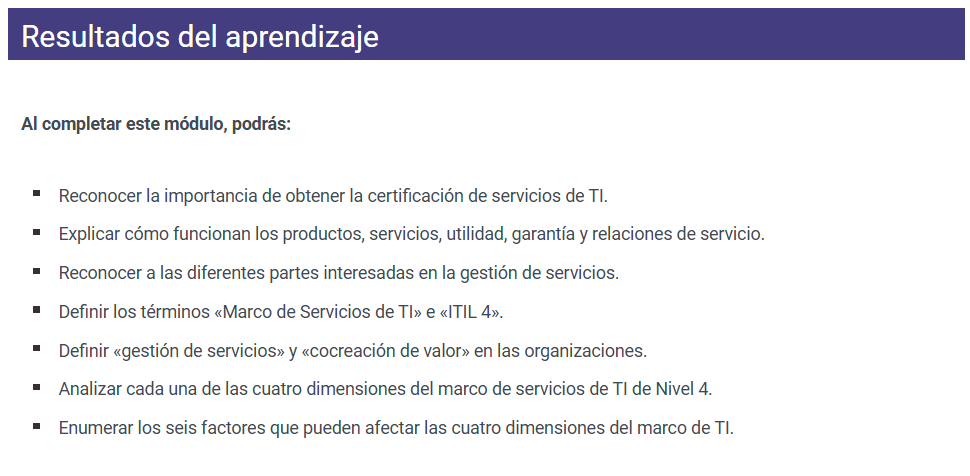 Resultados del aprendizaje
Al completar este módulo, podrás:
Reconocer la importancia de obtener la certificación de servicios de TI.
Explicar cómo funcionan los productos, servicios, utilidad, garantía y relaciones de servicio.
Reconocer a las diferentes partes interesadas en la gestión de servicios.
Definir los términos «Marco de Servicios de TI» e «ITIL 4».
Definir «gestión de servicios» y «cocreación de valor» en las organizaciones.
Analizar cada una de las cuatro dimensiones del marco de servicios de TI de Nivel 4.
Enumerar los seis factores que pueden afectar las cuatro dimensiones del marco de TI.